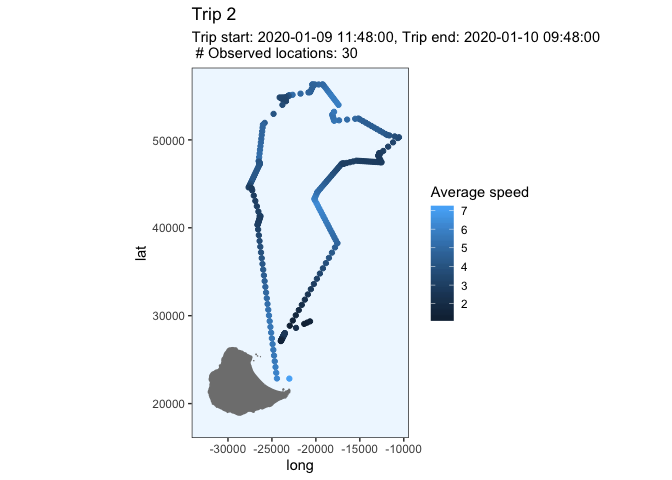 Trip 2
Trip start: 2020-01-09 11:48:00, Trip end: 2020-01-10 09:48:00
# Observed locations: 30
50000
40000
30000
20000
lat
-30000 -25000 -20000 -15000 -10000
long
Average speed
7
6
5
4
3
2